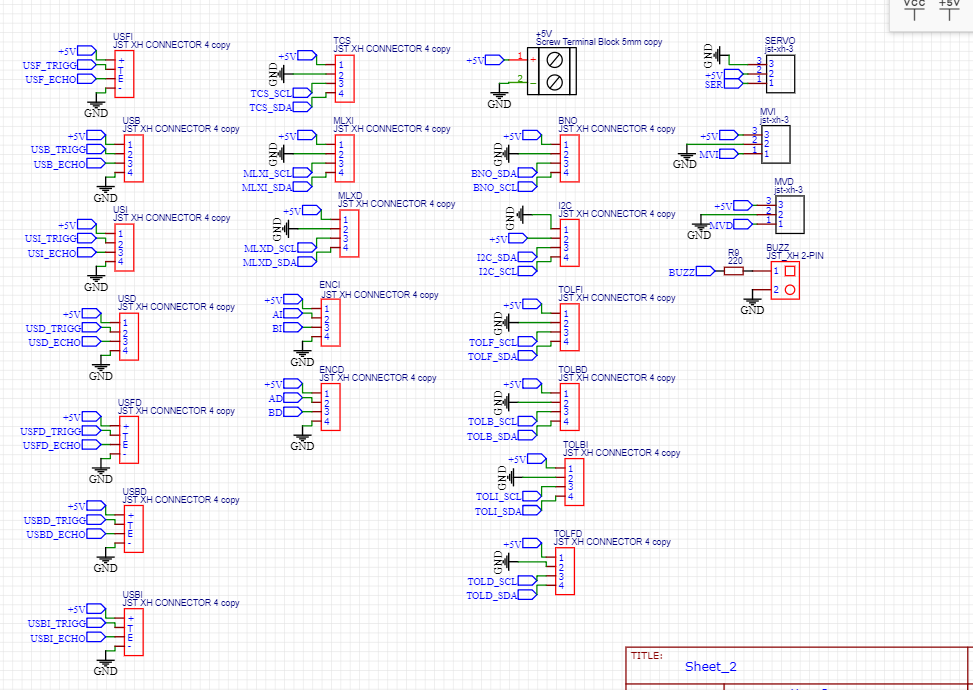 VCC +5V
USFI
JST XH CONNECTOR 4 copy
+5V
USF_TRIGG
USF_ECHO
+
T
E
-
GND
USB
JST XH CONNECTOR 4 copy
+5V
USB_TRIGG
USB_ECHO
1
2
3
4
GND
USI
JST XH CONNECTOR 4 copy
+5V
USI_TRIGG
USI_ECHO
1
2
3
4
GND
USD
JST XH CONNECTOR 4 copy
+5V
USD_TRIGG
USD_ECHO
1
2
3
4
GND
USFD
JST XH CONNECTOR 4 copy
+5V
USFD_TRIGG
USFD_ECHO
+
T
E
-
GND
USBD
JST XH CONNECTOR 4 copy
+5V
USBD_TRIGG
USBD_ECHO
+
T
E
-
GND
USBI
JST XH CONNECTOR 4 copy
+5V
USBI_TRIGG
USBI_ECHO
+
T
E
-
GND
TCS
JST XH CONNECTOR 4 copy
+5V
GND
TCS_SCL
TCS_SDA
1
2
3
4
MLXI
JST XH CONNECTOR 4 copy
+5V
GND
MLXI_SCL
MLXI_SDA
1
2
3
4
MLXD
JST XH CONNECTOR 4 copy
+5V
GND
MLXD_SCL
MLXD_SDA
1
2
3
4
ENCI
JST XH CONNECTOR 4 copy
+5V
AI
BI
1
2
3
4
GND
ENCD
JST XH CONNECTOR 4 copy
+5V
AD
BD
1
2
3
4
GND
+5V
Screw Terminal Block 5mm copy
+5V
1 +
2 -
GND
BNO
JST XH CONNECTOR 4 copy
+5V
GND
BNO_SDA
BNO_SCL
1
2
3
4
I2C
JST XH CONNECTOR 4 copy
GND
+5V
I2C_SDA
I2C_SCL
1
2
3
4
TOLFI
JST XH CONNECTOR 4 copy
+5V
GND
TOLF_SCL
TOLF_SDA
1
2
3
4
TOLBD
JST XH CONNECTOR 4 copy
+5V
GND
TOLB_SCL
TOLB_SDA
1
2
3
4
TOLBI
JST XH CONNECTOR 4 copy
+5V
GND
TOLI_SCL
TOLI_SDA
1
2
3
4
TOLFD
JST XH CONNECTOR 4 copy
+5V
GND
TOLD_SCL
TOLD_SDA
1
2
3
4
SERVO
jst-xh-3
GND
+5V
SER
3 3
2 2
1 1
MVI
jst-xh-3
+5V
MVI
GND
3 3
2 2
1 1
MVD
jst-xh-3
+5V
MVD
GND
3 3
2 2
1 1
BUZZ
JST_XH 2-PIN
R9
220
BUZZ
1
2
GND
TITLE:
Sheet_2